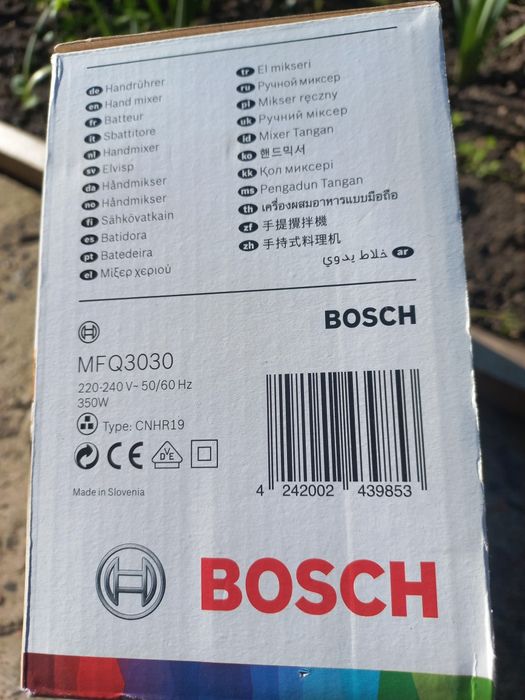 de Handrührer
en Hand mixer
fr Batteur
it Sbattitore
nl Handmixer
sv Elvisp
da Håndmikser
no Håndmikser
fi Sähkövatkain
es Batidora
pt Batedeira
el Μίξερ χεριού
tr El mikseri
ru Ручной миксер
pl Mikser ręczny
uk Ручний міксер
id Mixer Tangan
ko 핸드믹서
kk Қол миксері
ms Pengadun Tangan
th เครื่องผสมอาหารแบบมือถือ
zf 手提攪拌機
zh 手持式料理机
ar خلاط يدوي
BOSCH
MFQ3030
220-240 V~ 50/60 Hz
350W
Type: CNHR19
CE
DVE
Made in Slovenia
4 242002 439853
BOSCH